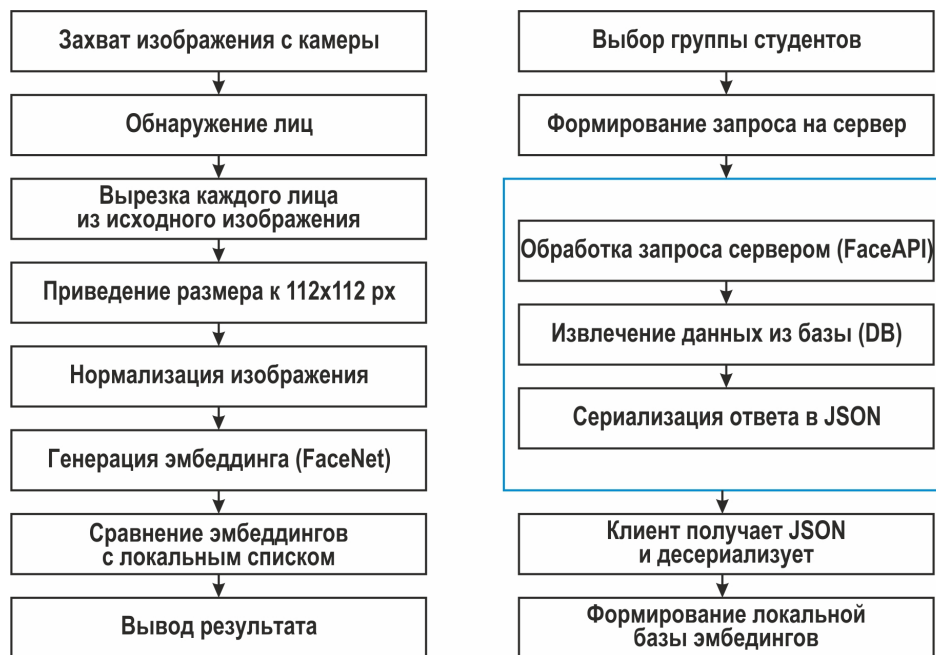 Захват изображения с камеры
Обнаружение лиц
Вырезка каждого лица
из исходного изображения
Приведение размера к 112x112 px
Нормализация изображения
Генерация эмбеддинга (FaceNet)
Сравнение эмбеддингов
с локальным списком
Вывод результата
Выбор группы студентов
Формирование запроса на сервер
Обработка запроса сервером (FaceAPI)
Извлечение данных из базы (DB)
Сериализация ответа в JSON
Клиент получает JSON
и десериализует
Формирование локальной
базы эмбедингов